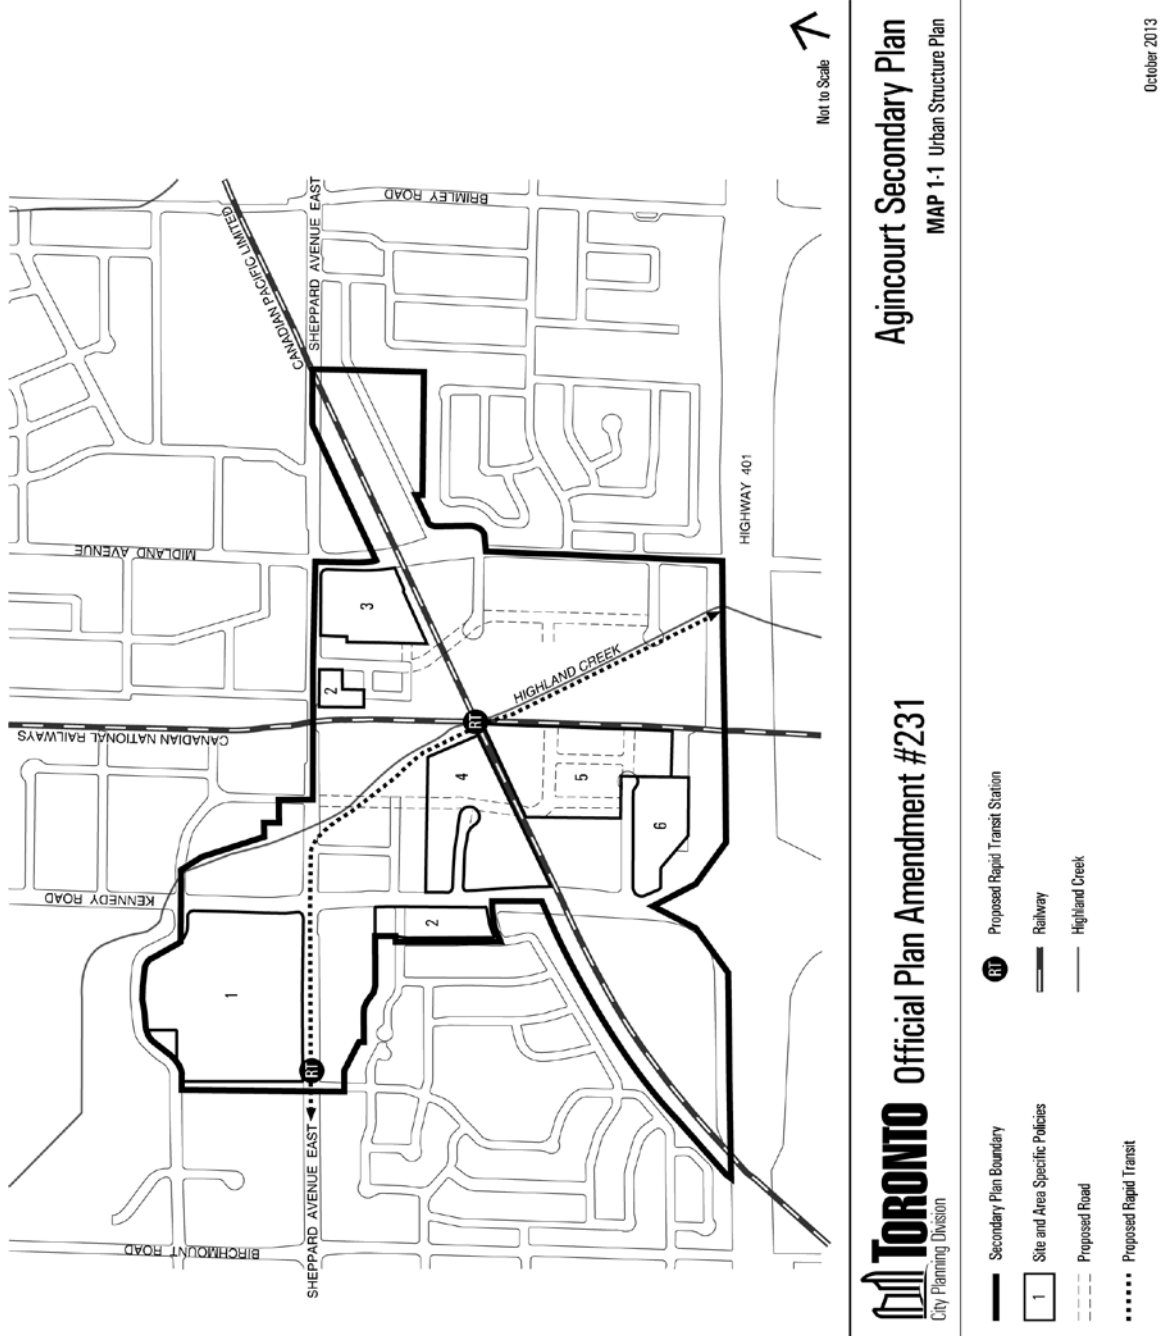 BIRCHMOUNT ROAD
KENNEDY ROAD
CANADIAN NATIONAL RAILWAYS
MIDLAND AVENUE
BRIMLEY ROAD
CANADIAN PACIFIC LIMITED
SHEPPARD AVENUE EAST
SHEPPARD AVENUE EAST
HIGHLAND CREEK
HIGHWAY 401
1
2
2
3
4
5
6
RT
RT
Not to Scale
TORONTO
City Planning Division
Official Plan Amendment #231
Agincourt Secondary Plan
MAP 1-1 Urban Structure Plan
Secondary Plan Boundary
1 Site and Area Specific Policies
Proposed Road
Proposed Rapid Transit
RT Proposed Rapid Transit Station
Railway
Highland Creek
October 2013